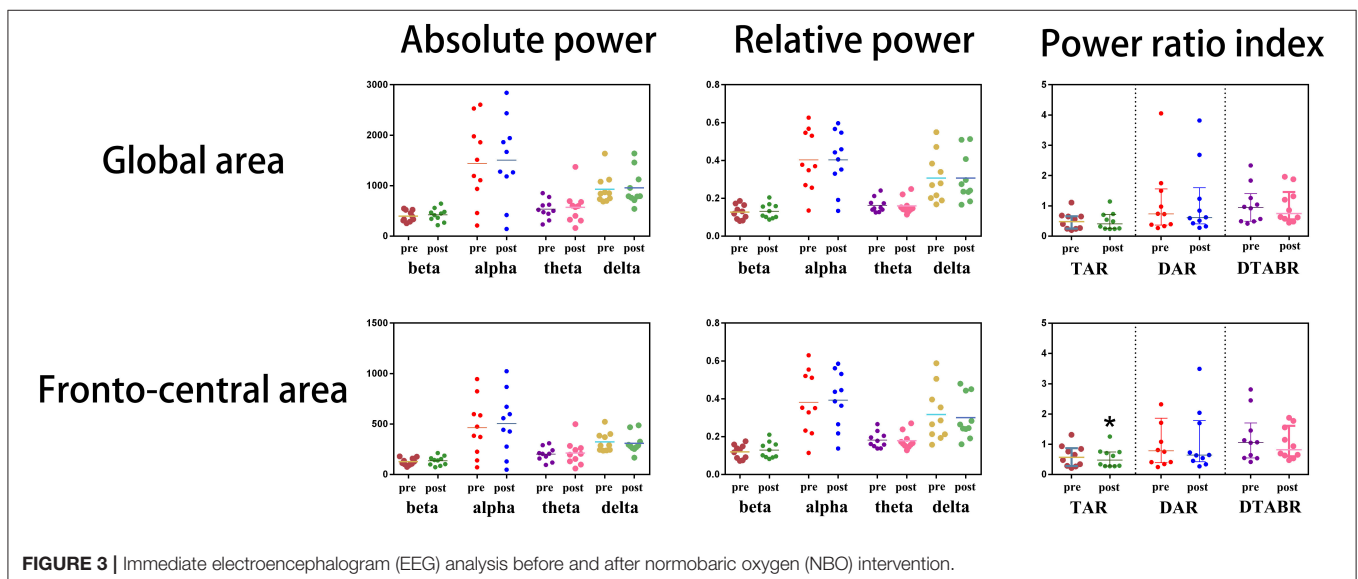 Absolute power Relative power Power ratio index
Global area
3000
2000
1000
0
pre post pre post pre post pre post
beta alpha theta delta
0.8
0.6
0.4
0.2
0.0
pre post pre post pre post pre post
beta alpha theta delta
5
4
3
2
1
0
pre post pre post pre post
TAR DAR DTABR
Fronto-central area
1500
1000
500
0
pre post pre post pre post pre post
beta alpha theta delta
0.8
0.6
0.4
0.2
0.0
pre post pre post pre post pre post
beta alpha theta delta
5
4
3
2
1
0
*
pre post pre post pre post
TAR DAR DTABR
FIGURE 3 | Immediate electroencephalogram (EEG) analysis before and after normobaric oxygen (NBO) intervention.